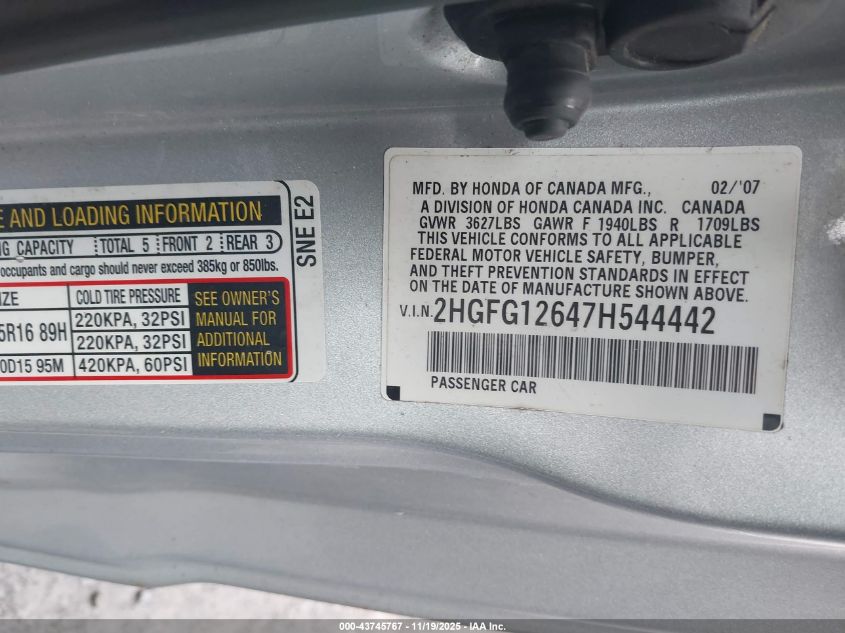 E AND LOADING INFORMATION
NG CAPACITY TOTAL 5 FRONT 2 REAR 3
occupants and cargo should never exceed 385kg or 850lbs.
IZE COLD TIRE PRESSURE SEE OWNER'S MANUAL FOR ADDITIONAL INFORMATION
5R16 89H 220KPA, 32PSI
220KPA, 32PSI
0D15 95M 420KPA, 60PSI
SNE E2
MFD. BY HONDA OF CANADA MFG., 02/'07
A DIVISION OF HONDA CANADA INC. CANADA
GVWR 3627LBS GAWR F 1940LBS R 1709LBS
THIS VEHICLE CONFORMS TO ALL APPLICABLE
FEDERAL MOTOR VEHICLE SAFETY, BUMPER,
AND THEFT PREVENTION STANDARDS IN EFFECT
ON THE DATE OF MANUFACTURE SHOWN ABOVE.
V.I.N. 2HGFG12647H544442
PASSENGER CAR
000-43745767 - 11/19/2025 - IAA, Inc.